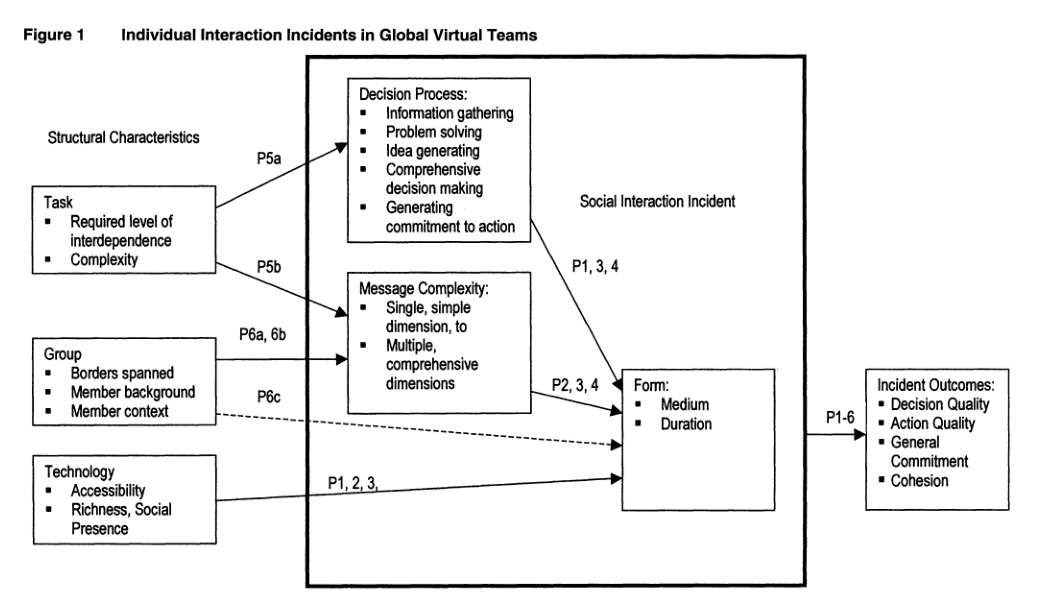 Figure 1 Individual Interaction Incidents in Global Virtual Teams
Structural Characteristics
Task
▪ Required level of
interdependence
▪ Complexity
Group
▪ Borders spanned
▪ Member background
▪ Member context
Technology
▪ Accessibility
▪ Richness, Social
Presence
P5a
P5b
P6a, 6b
P6c
P1, 2, 3,
Decision Process:
▪ Information gathering
▪ Problem solving
▪ Idea generating
▪ Comprehensive
decision making
▪ Generating
commitment to action
Message Complexity:
▪ Single, simple
dimension, to
▪ Multiple,
comprehensive
dimensions
Social Interaction Incident
P1, 3, 4
P2, 3, 4
Form:
▪ Medium
▪ Duration
P1-6
Incident Outcomes:
▪ Decision Quality
▪ Action Quality
▪ General
Commitment
▪ Cohesion